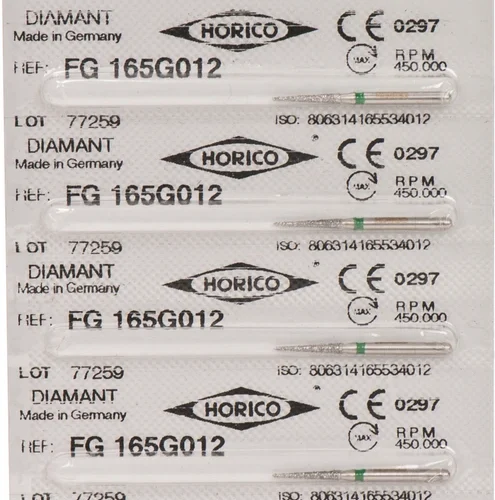 DIAMANT HORICO CE 0297
Made in Germany
REF: FG 165G012 MAX RPM 450.000
LOT 77259 ISO: 806314165534012
DIAMANT HORICO CE 0297
Made in Germany
REF: FG 165G012 MAX RPM 450.000
LOT 77259 ISO: 806314165534012
DIAMANT HORICO CE 0297
Made in Germany
REF: FG 165G012 MAX RPM 450.000
LOT 77259 ISO: 806314165534012
DIAMANT HORICO CE 0297
Made in Germany
REF: FG 165G012 MAX RPM 450.000